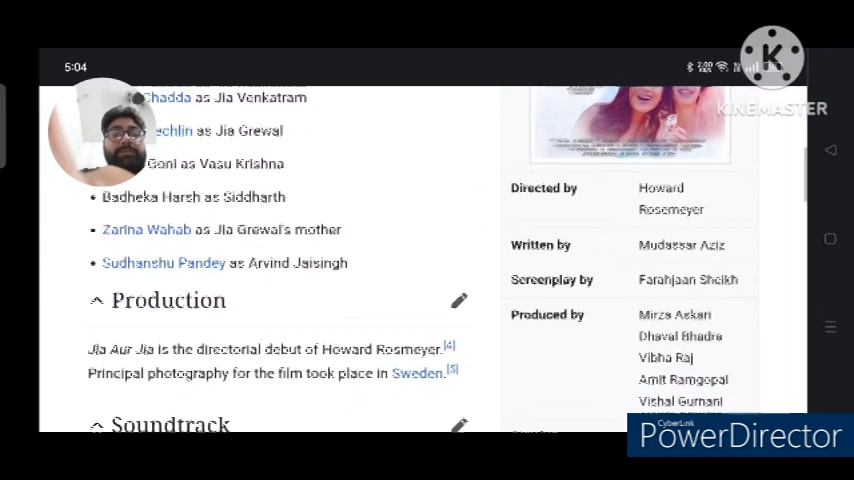 5:04
2.00
KINEMASTER
Chadda as Jia Venkatram
echlin as Jia Grewal
Goni as Vasu Krishna
Badheka Harsh as Siddharth
Zarina Wahab as Jia Grewal's mother
Sudhanshu Pandey as Arvind Jaisingh
Production
Jia Aur Jia is the directorial debut of Howard Rosmeyer.[4]
Principal photography for the film took place in Sweden.[5]
Soundtrack
Directed by Howard
Rosemeyer
Written by Mudassar Aziz
Screenplay by Farahjaan Sheikh
Produced by Mirza Askari
Dhaval Bhadra
Vibha Raj
Amit Ramgopal
Vishal Gurnani
CyberLink
PowerDirector